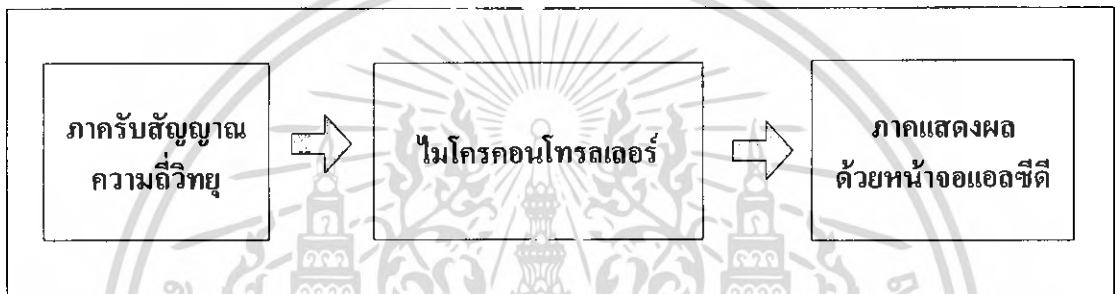 ภาครับสัญญาณ
ความถี่วิทยุ
ไมโครคอนโทรลเลอร์
ภาคแสดงผล
ด้วยหน้าจอแอลซีดี